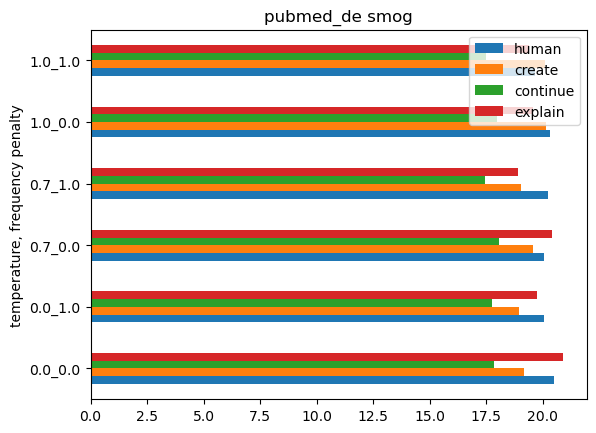 pubmed_de smog
human
create
continue
explain
temperature, frequency penalty
1.0_1.0
1.0_0.0
0.7_1.0
0.7_0.0
0.0_1.0
0.0_0.0
0.0 2.5 5.0 7.5 10.0 12.5 15.0 17.5 20.0